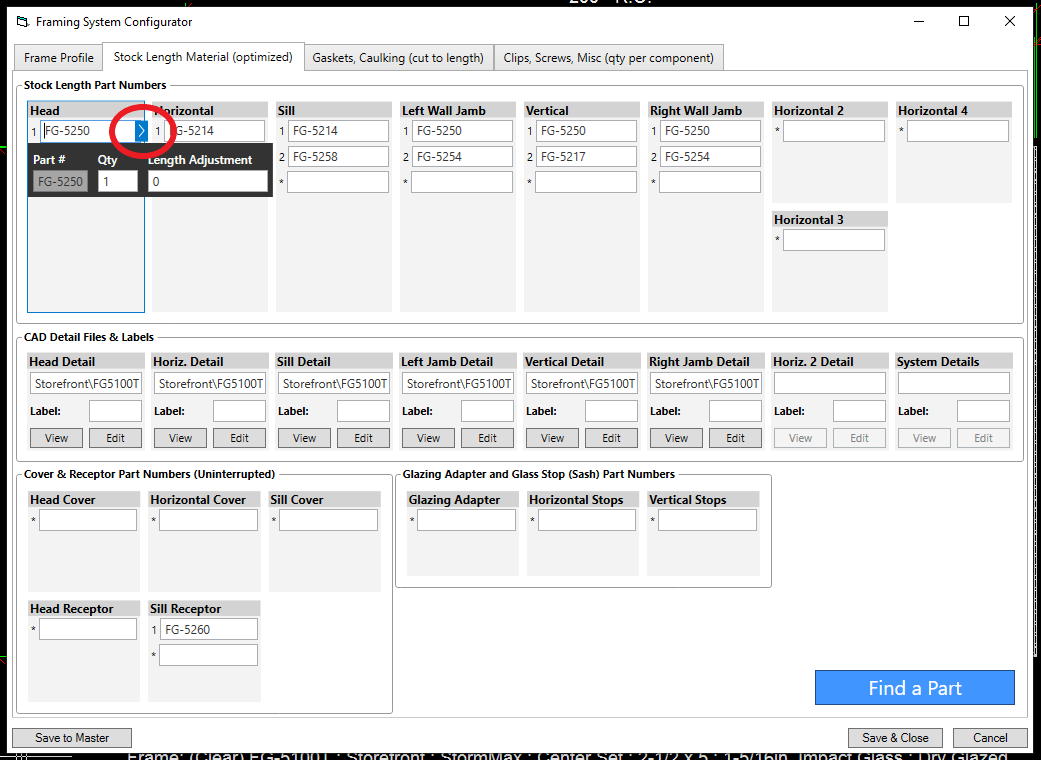 Framing System Configurator
Frame Profile Stock Length Material (optimized) Gaskets, Caulking (cut to length) Clips, Screws, Misc (qty per component)
Stock Length Part Numbers
Head Horizontal Sill Left Wall Jamb Vertical Right Wall Jamb Horizontal 2 Horizontal 4
1 FG-5250 1 FG-5214 1 FG-5214 1 FG-5250 1 FG-5250 1 FG-5250 * *
Part # Qty Length Adjustment 2 FG-5258 2 FG-5254 2 FG-5217 2 FG-5254
FG-5250 1 0 * * * *
Horizontal 3
*
CAD Detail Files & Labels
Head Detail Horiz. Detail Sill Detail Left Jamb Detail Vertical Detail Right Jamb Detail Horiz. 2 Detail System Details
Storefront\FG5100T Storefront\FG5100T Storefront\FG5100T Storefront\FG5100T Storefront\FG5100T Storefront\FG5100T
Label: Label: Label: Label: Label: Label: Label: Label:
View Edit View Edit View Edit View Edit View Edit View Edit View Edit View Edit
Cover & Receptor Part Numbers (Uninterrupted) Glazing Adapter and Glass Stop (Sash) Part Numbers
Head Cover Horizontal Cover Sill Cover Glazing Adapter Horizontal Stops Vertical Stops
* * * * * *
Head Receptor Sill Receptor
* 1 FG-5260
*
Find a Part
Save to Master Save & Close Cancel
Frame: (Clear) FG-5100T : Storefront : StormMax : Center Set : 2-1/2 x 5 : 1-5/16in. Impact Glass : Dry Glazed